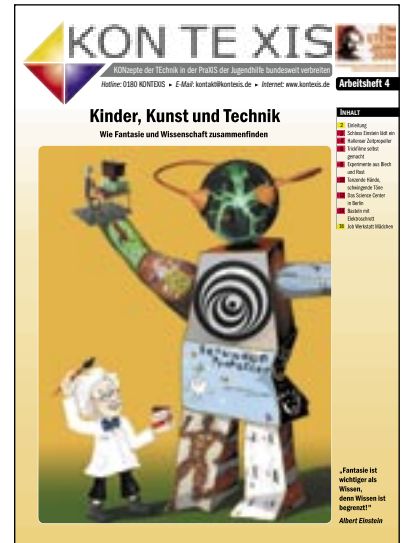 KON TE XIS
KONzepte der TEchnik in der PraXIS der Jugendhilfe bundesweit verbreiten
Hotline: 0180 KONTEXIS ► E-Mail: kontakt@kontexis.de ► Internet: www.kontexis.de
Arbeitsheft 4
Kinder, Kunst und Technik
Wie Fantasie und Wissenschaft zusammenfinden
INHALT
2 Einleitung
Schloss Einstein lädt ein
Hallenser Zeitpropeller
Trickfilme selbst
gemacht
Experimente aus Blech
und Rost
Tanzende Hände,
schwingende Töne
Das Science Center
in Berlin
Basteln mit
Elektroschrott
Job Werkstatt Mädchen
„Fantasie ist
wichtiger als
Wissen,
denn Wissen ist
begrenzt!“
Albert Einstein